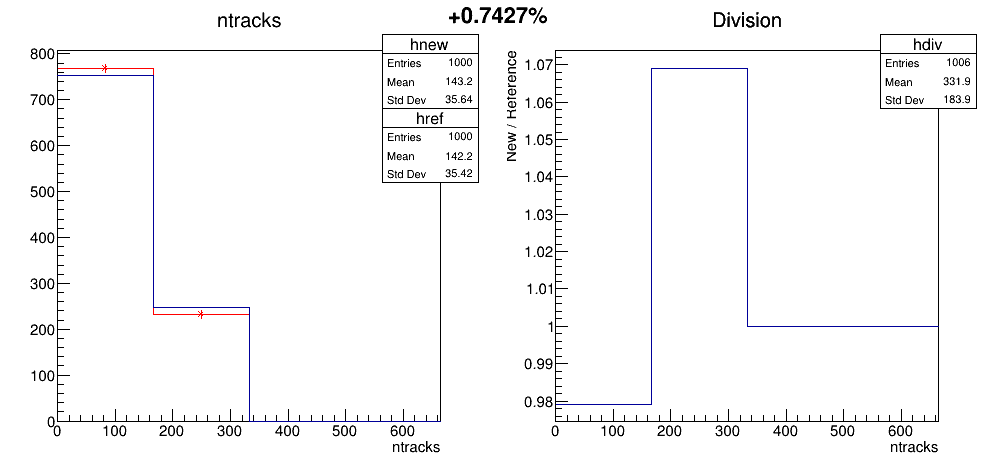 +0.7427%
ntracks
hnew
Entries 1000
Mean 143.2
Std Dev 35.64
href
Entries 1000
Mean 142.2
Std Dev 35.42
800
700
600
500
400
300
200
100
0
0 100 200 300 400 500 600
ntracks
Division
hdiv
Entries 1006
Mean 331.9
Std Dev 183.9
New / Reference
1.07
1.06
1.05
1.04
1.03
1.02
1.01
1
0.99
0.98
0 100 200 300 400 500 600
ntracks